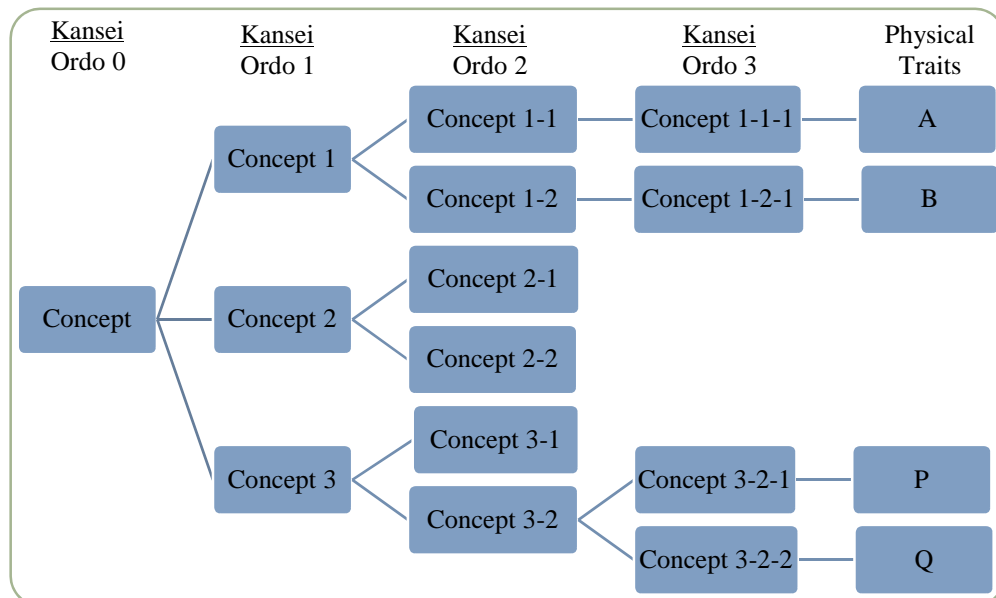 Kansei Kansei Kansei Kansei Physical
Ordo 0 Ordo 1 Ordo 2 Ordo 3 Traits
Concept 1-1 Concept 1-1-1 A
Concept 1
Concept 1-2 Concept 1-2-1 B
Concept 2-1
Concept Concept 2
Concept 2-2
Concept 3-1
Concept 3 Concept 3-2-1 P
Concept 3-2
Concept 3-2-2 Q